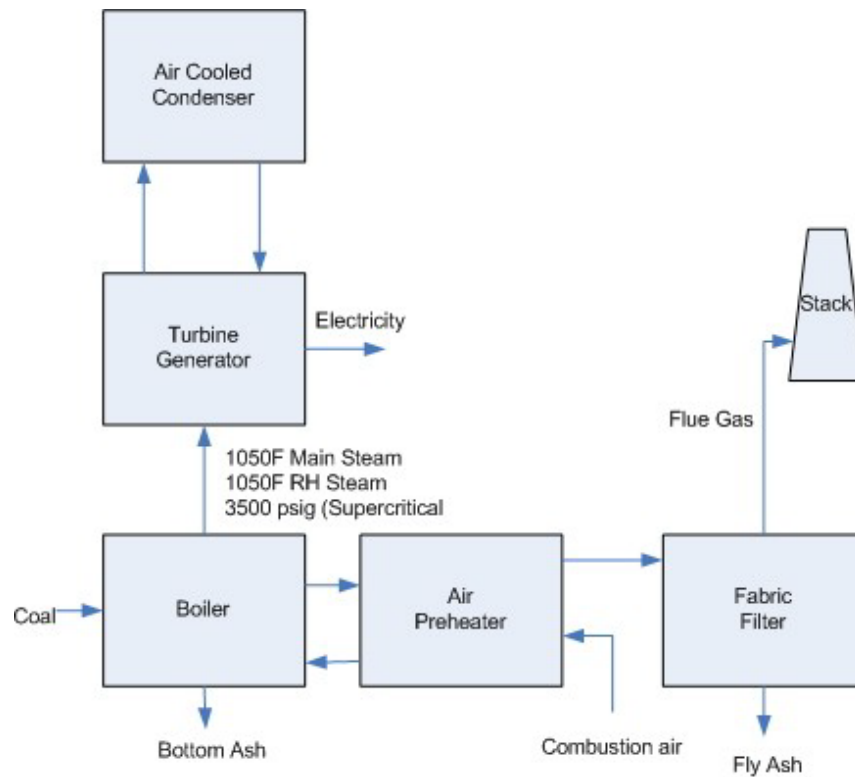 Air Cooled
Condenser
Turbine
Generator
Electricity
Stack
Flue Gas
1050F Main Steam
1050F RH Steam
3500 psig (Supercritical
Coal
Boiler
Air
Preheater
Fabric
Filter
Bottom Ash
Combustion air
Fly Ash